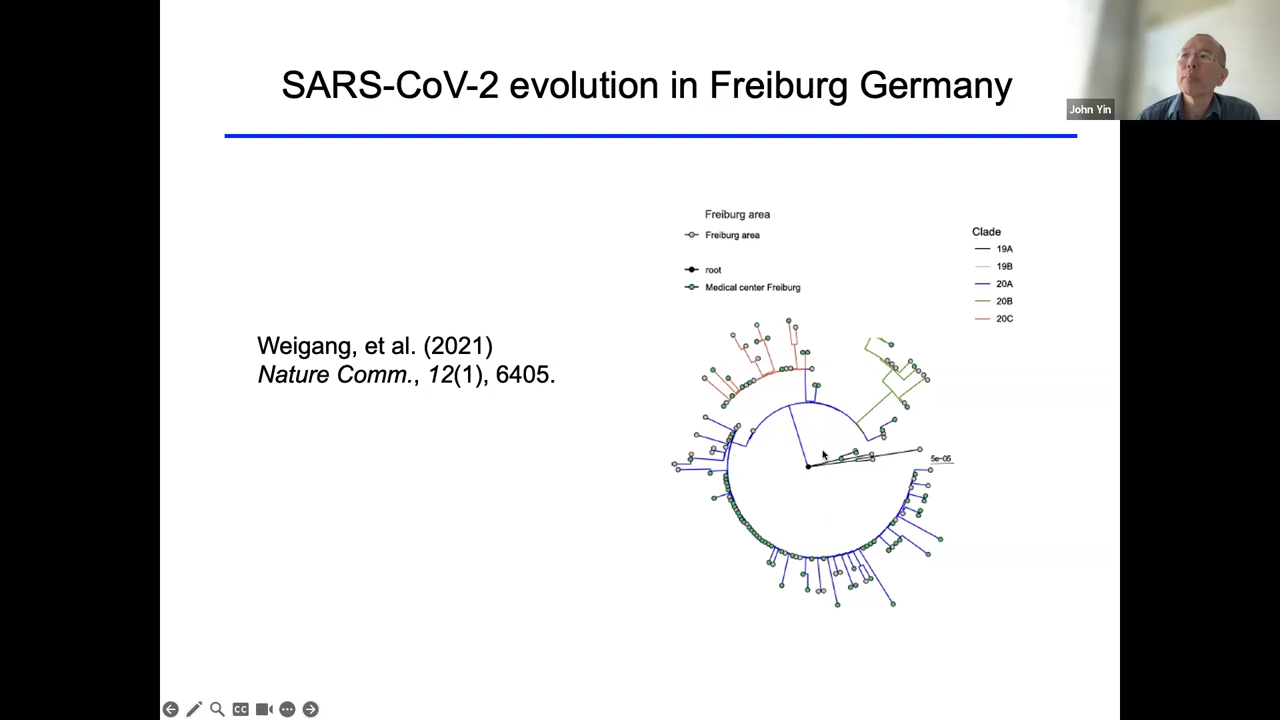 SARS-CoV-2 evolution in Freiburg Germany
John Yin
Freiburg area
Freiburg area
root
Medical center Freiburg
Clade
19A
19B
20A
20B
20C
Weigang, et al. (2021)
Nature Comm., 12(1), 6405.
5e-05
CC